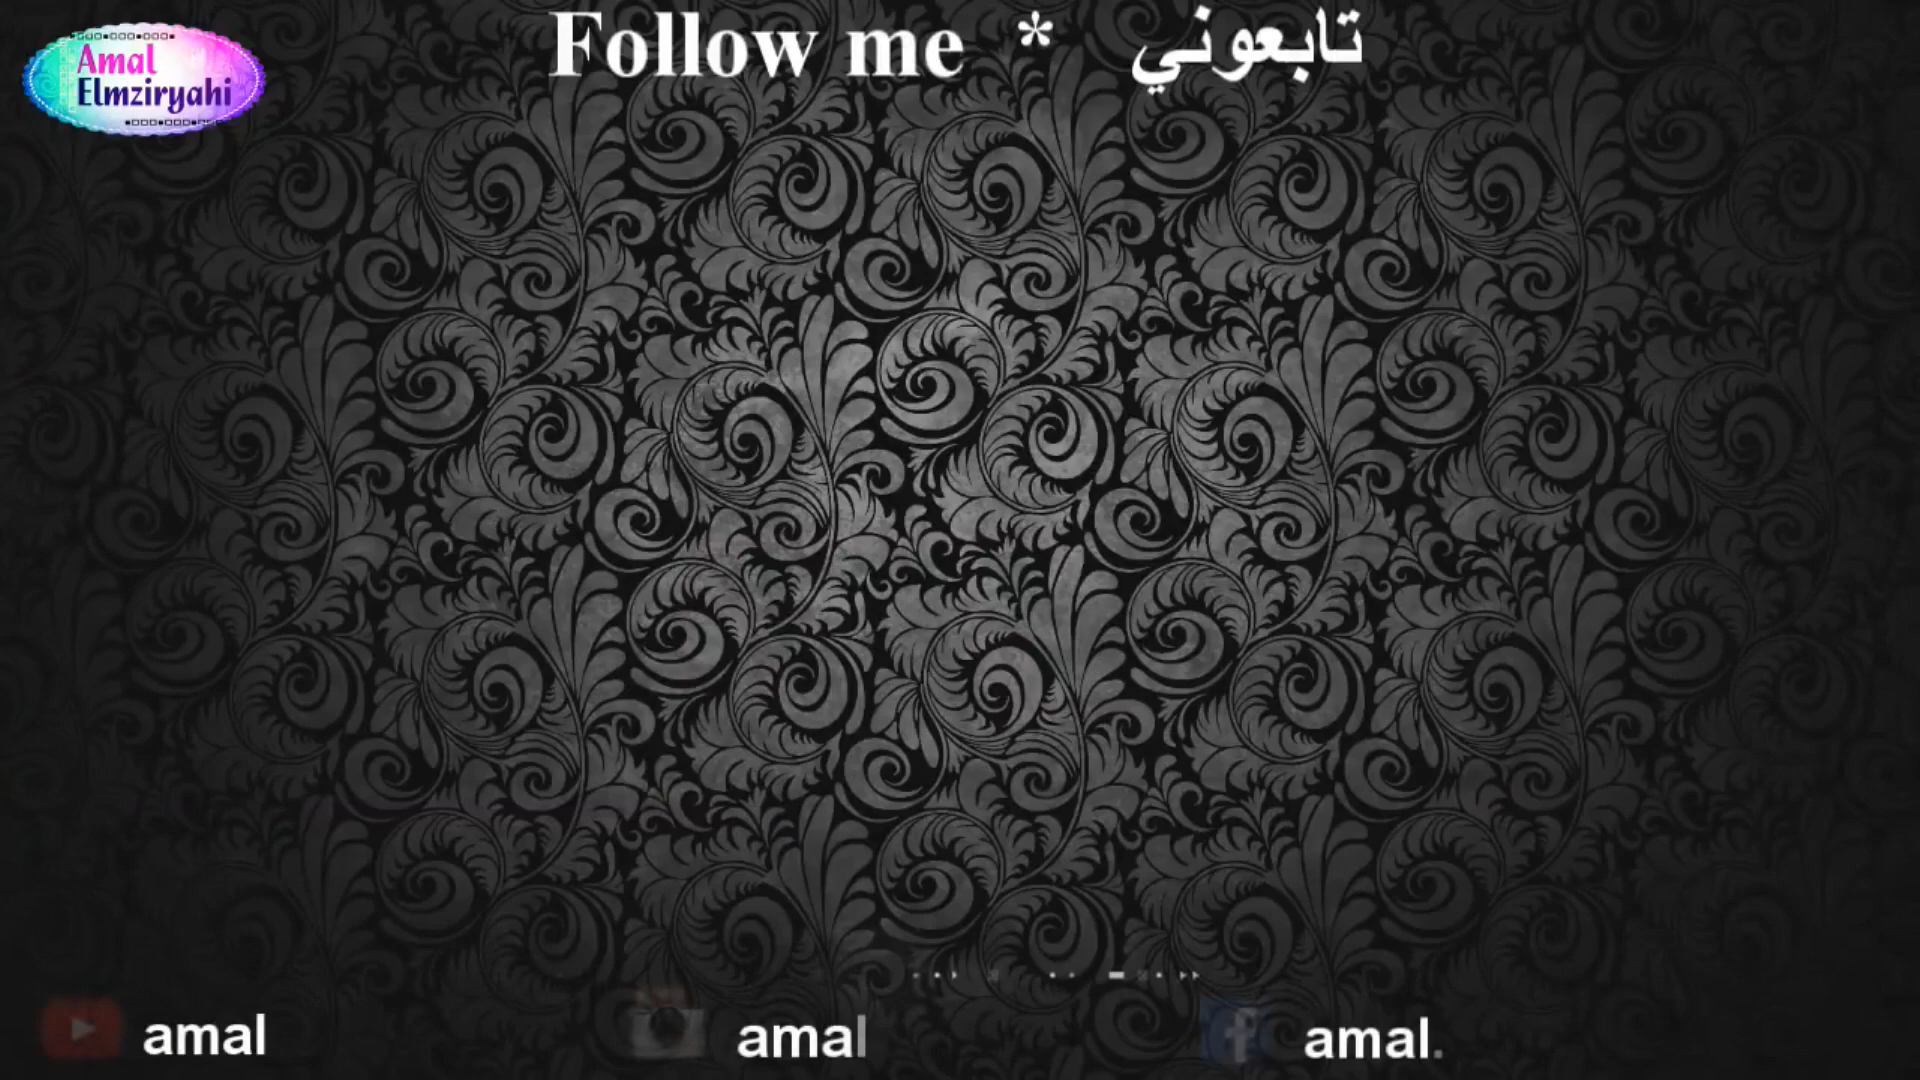 Amal
Elmziryahi
Follow me * تابعوني
amal
amal
amal.